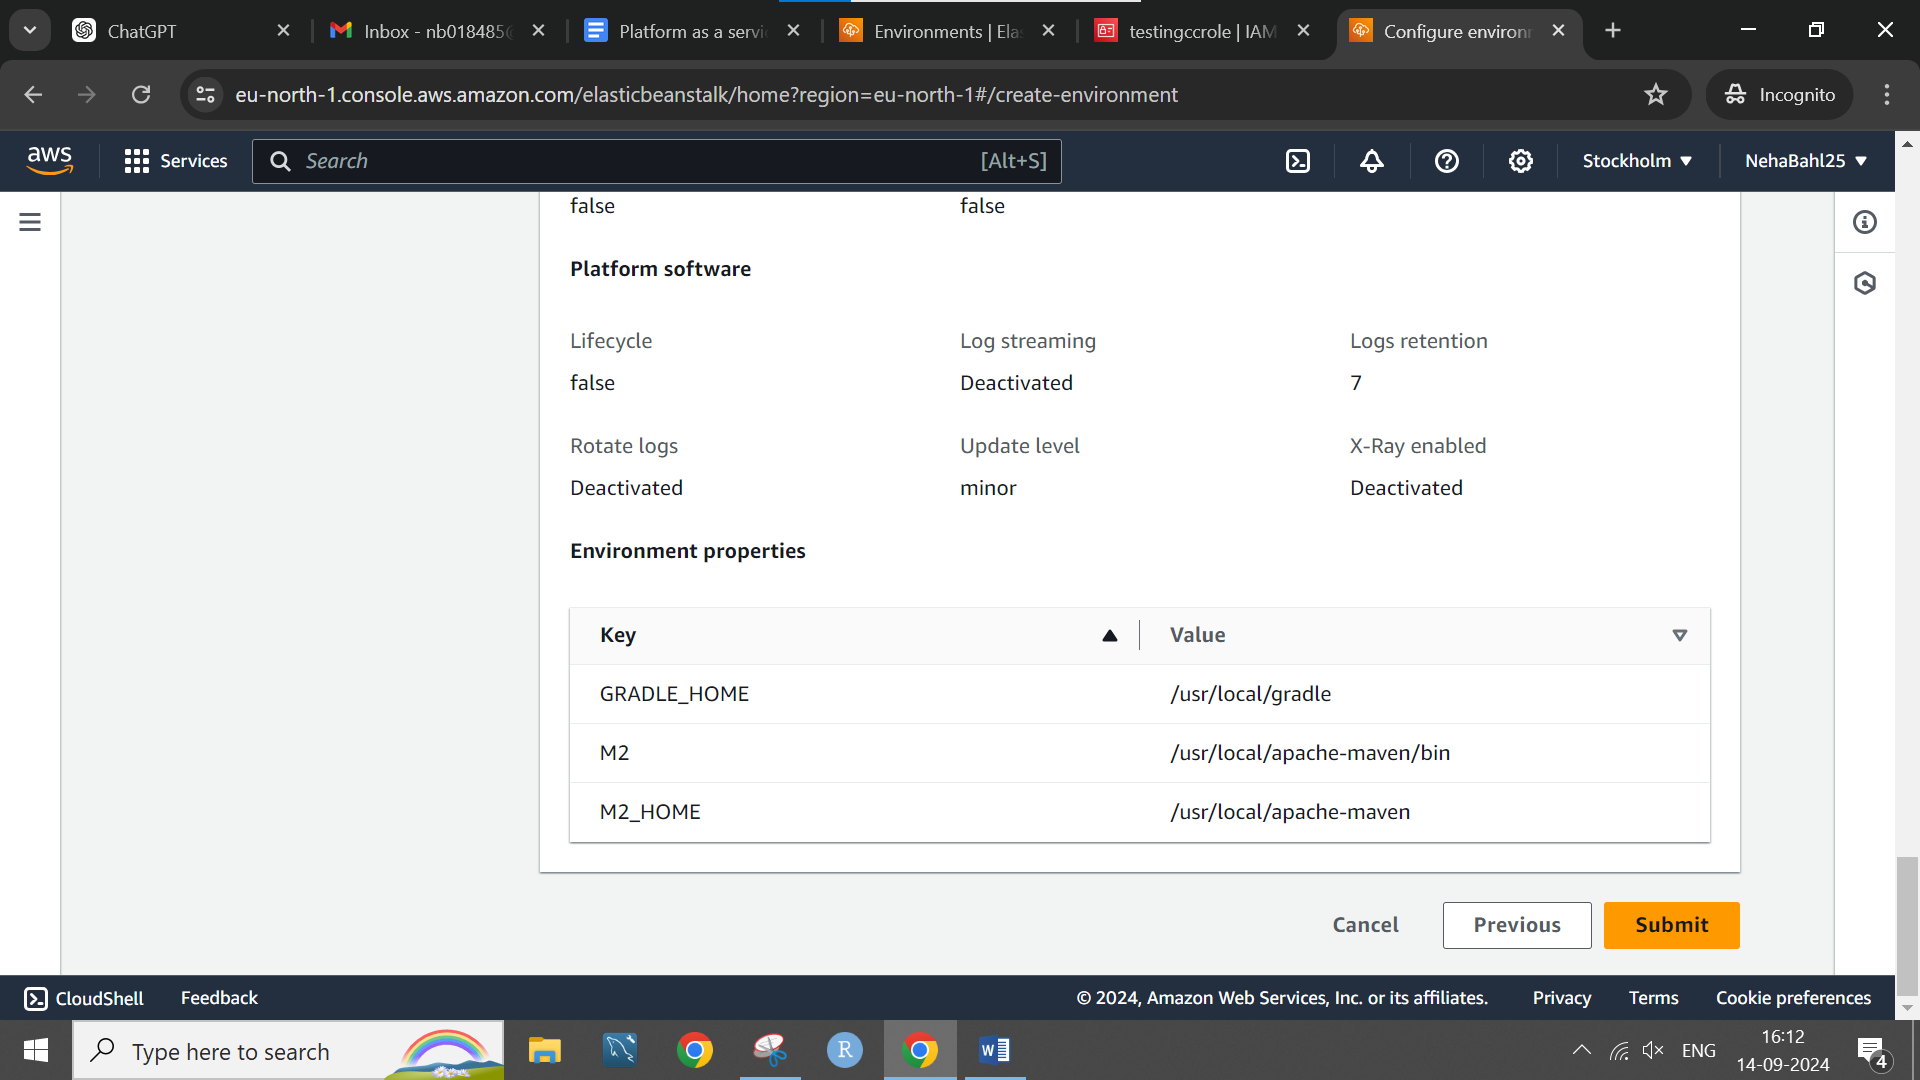 ChatGPT
Inbox - nb018485@
Platform as a servi
Environments | Ela
testingccrole | IAM
Configure environm
eu-north-1.console.aws.amazon.com/elasticbeanstalk/home?region=eu-north-1#/create-environment
Incognito
aws
Services
Search
[Alt+S]
Stockholm
NehaBahl25
false
false
Platform software
Lifecycle
Log streaming
Logs retention
false
Deactivated
7
Rotate logs
Update level
X-Ray enabled
Deactivated
minor
Deactivated
Environment properties
Key
Value
GRADLE_HOME
/usr/local/gradle
M2
/usr/local/apache-maven/bin
M2_HOME
/usr/local/apache-maven
Cancel
Previous
Submit
CloudShell
Feedback
© 2024, Amazon Web Services, Inc. or its affiliates.
Privacy
Terms
Cookie preferences
Type here to search
R
W
ENG
16:12
14-09-2024
4